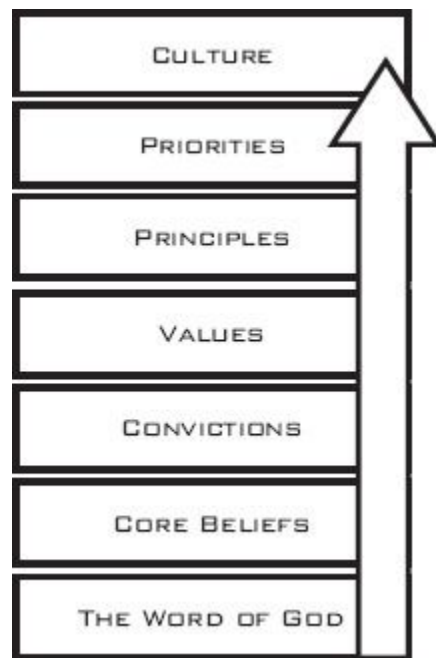 Culture
Priorities
Principles
Values
Convictions
Core Beliefs
The Word of God